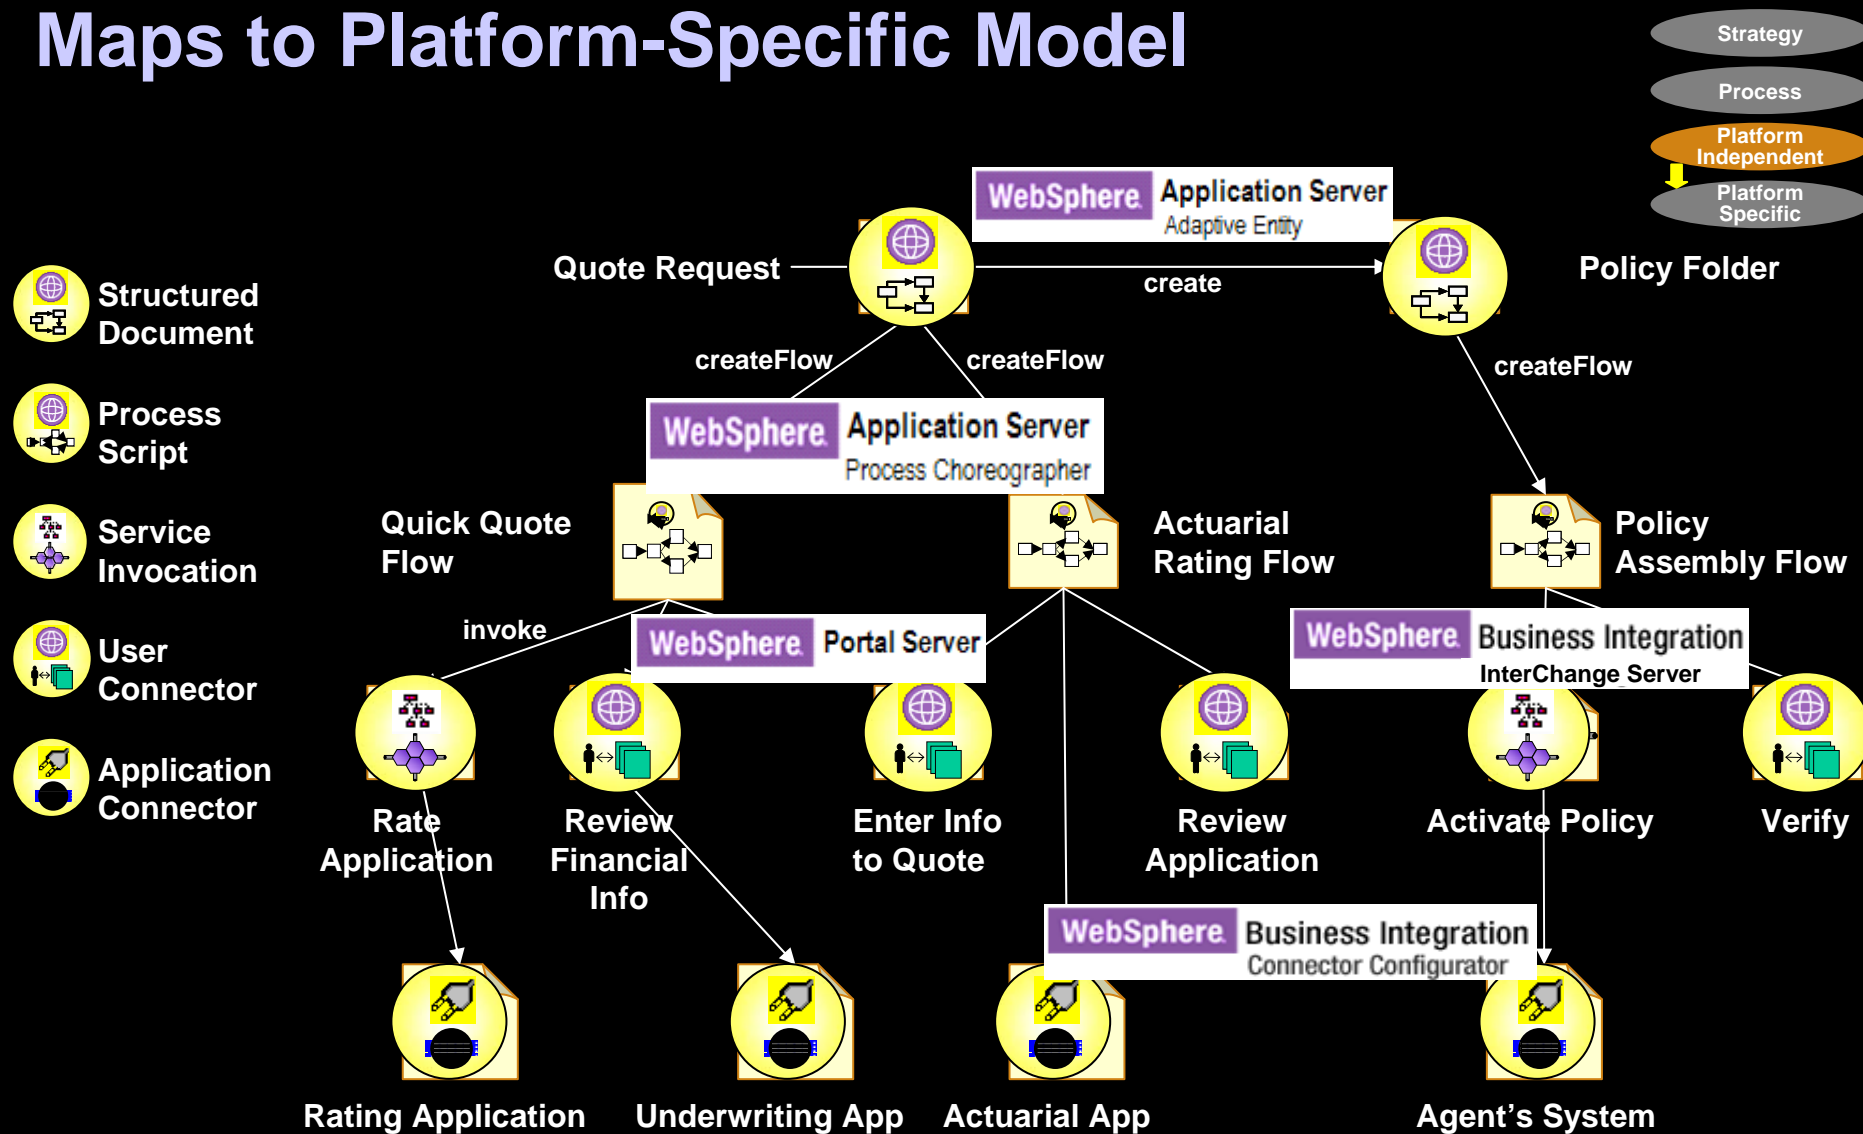 Maps to Platform-Specific Model
Strategy
Process
Platform
Independent
Platform
Specific
WebSphere Application Server
Adaptive Entity
Quote Request
create
Policy Folder
Structured
Document
createFlow
createFlow
createFlow
Process
Script
WebSphere Application Server
Process Choreographer
Service
Invocation
Quick Quote
Flow
Actuarial
Rating Flow
Policy
Assembly Flow
invoke
WebSphere Portal Server
WebSphere Business Integration
InterChange Server
User
Connector
Application
Connector
Rate
Application
Review
Financial
Info
Enter Info
to Quote
Review
Application
Activate Policy
Verify
WebSphere Business Integration
Connector Configurator
Rating Application
Underwriting App
Actuarial App
Agent's System